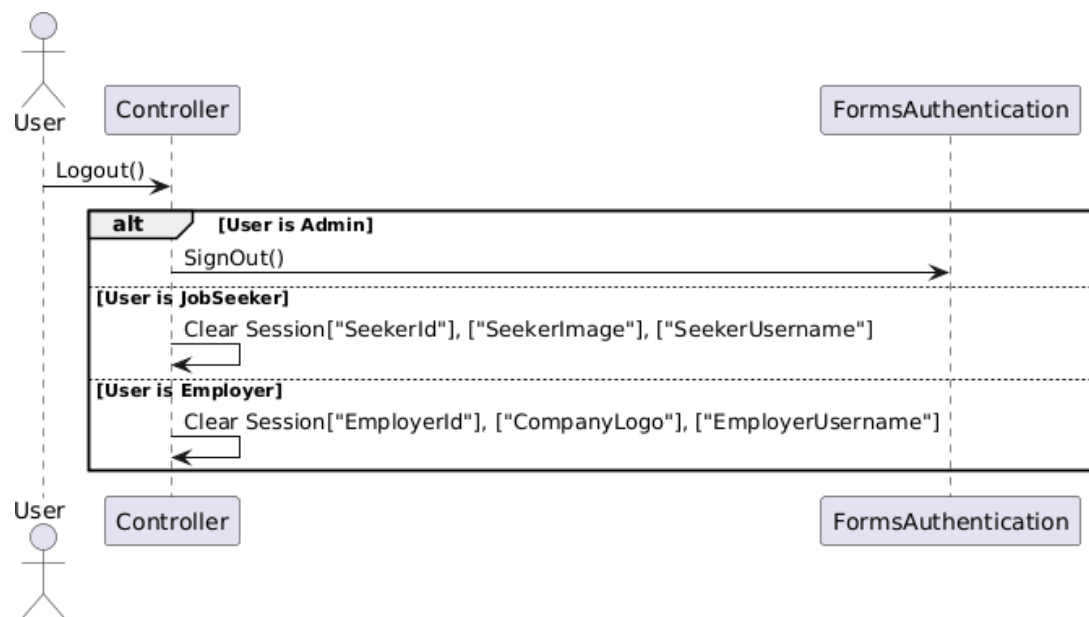 User
Controller
FormsAuthentication
Logout()
alt
[User is Admin]
SignOut()
[User is JobSeeker]
Clear Session["SeekerId"], ["SeekerImage"], ["SeekerUsername"]
[User is Employer]
Clear Session["EmployerId"], ["CompanyLogo"], ["EmployerUsername"]
User
Controller
FormsAuthentication